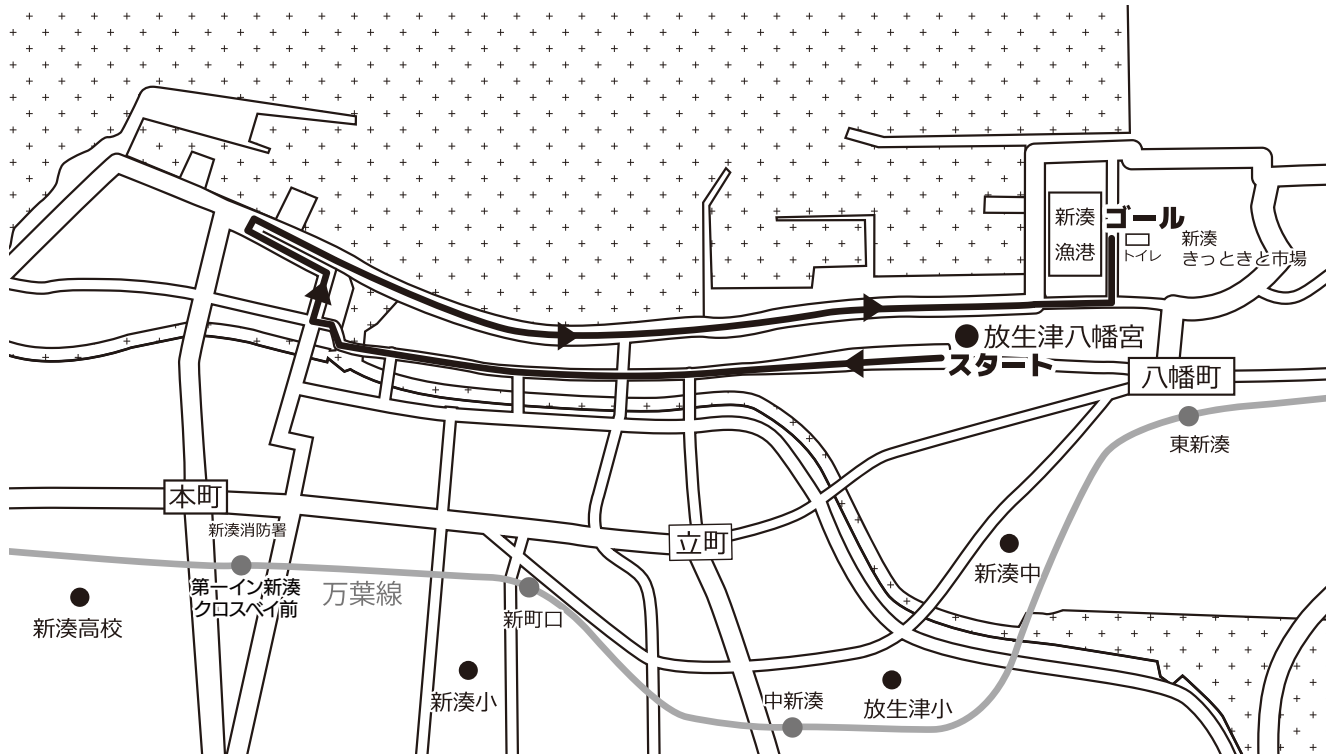 新湊
漁港
ゴール
トイレ
新湊
きっときと市場
放生津八幡宮
スタート
八幡町
東新湊
本町
新湊消防署
第一イン新湊
クロスベイ前
万葉線
新湊高校
新町口
立町
新湊中
新湊小
中新湊
放生津小